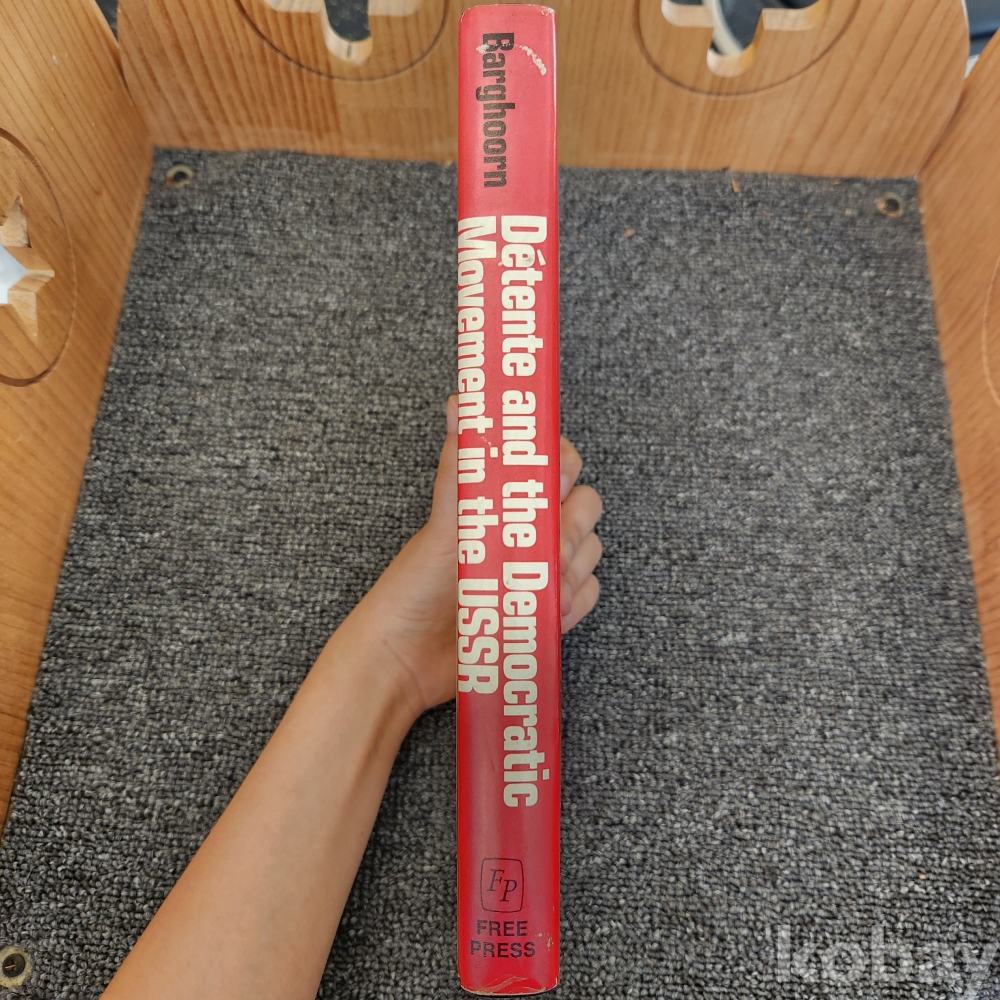 Barghoorn
Détente and the Democratic
Movement in the USSR
FP
FREE
PRESS
kobay